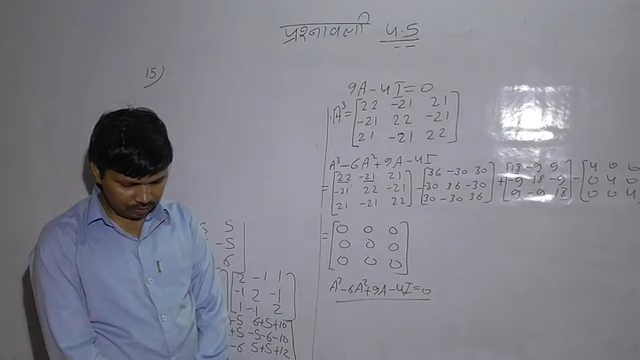 प्रश्नावली 4.5
15)
9A-4I=0
A³= [22 -21 21
-21 22 -21
21 -21 22]
A³-6A²+9A-4I
= [22 -21 21 -[36 -30 30 +[18 -9 9 -[4 0 0
-21 22 -21 -30 36 -30 -9 18 -9 0 4 0
21 -21 22] 30 -30 36] 9 -9 18] 0 0 4
= [0 0 0
0 0 0
0 0 0]
A³-6A²+9A-4I=0
5 5
-5
6
[2 -1 1
-1 2 -1
1 -1 2]
-5 6+5+10
+5 -5-6-10
-6 5+5+12